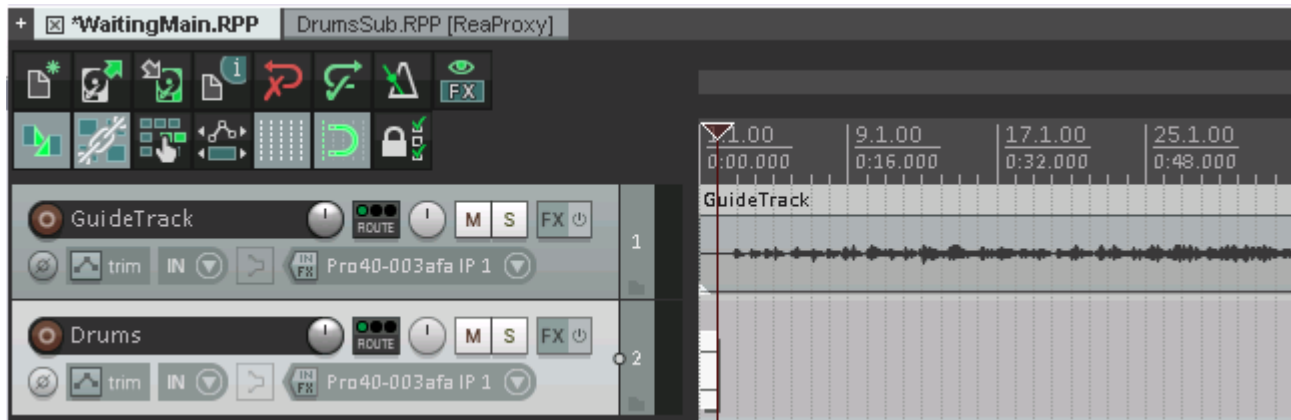 + *WaitingMain.RPP DrumsSub.RPP [ReaProxy]
i
FX
1.1.00 9.1.00 17.1.00 25.1.00
0:00.000 0:16.000 0:32.000 0:48.000
GuideTrack
GuideTrack ROUTE M S FX
1
trim IN IN FX Pro40-003afa IP 1
Drums ROUTE M S FX
2
trim IN IN FX Pro40-003afa IP 1